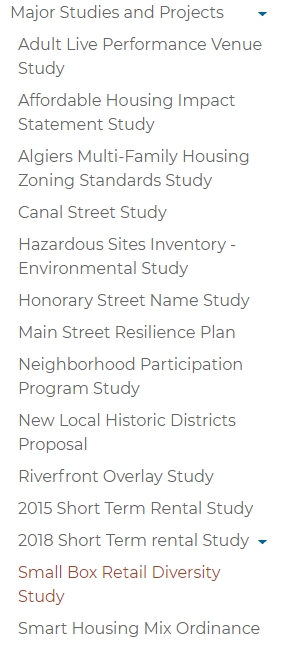 Major Studies and Projects
Adult Live Performance Venue
Study
Affordable Housing Impact
Statement Study
Algiers Multi-Family Housing
Zoning Standards Study
Canal Street Study
Hazardous Sites Inventory -
Environmental Study
Honorary Street Name Study
Main Street Resilience Plan
Neighborhood Participation
Program Study
New Local Historic Districts
Proposal
Riverfront Overlay Study
2015 Short Term Rental Study
2018 Short Term rental Study
Small Box Retail Diversity
Study
Smart Housing Mix Ordinance